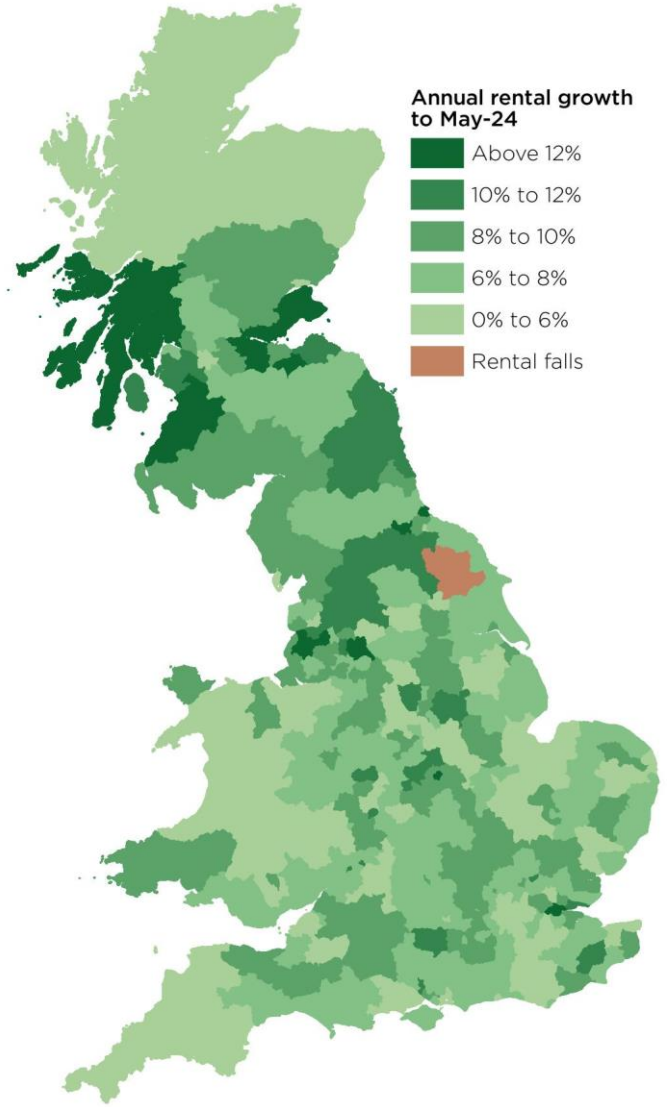 Annual rental growth
to May-24
Above 12%
10% to 12%
8% to 10%
6% to 8%
0% to 6%
Rental falls